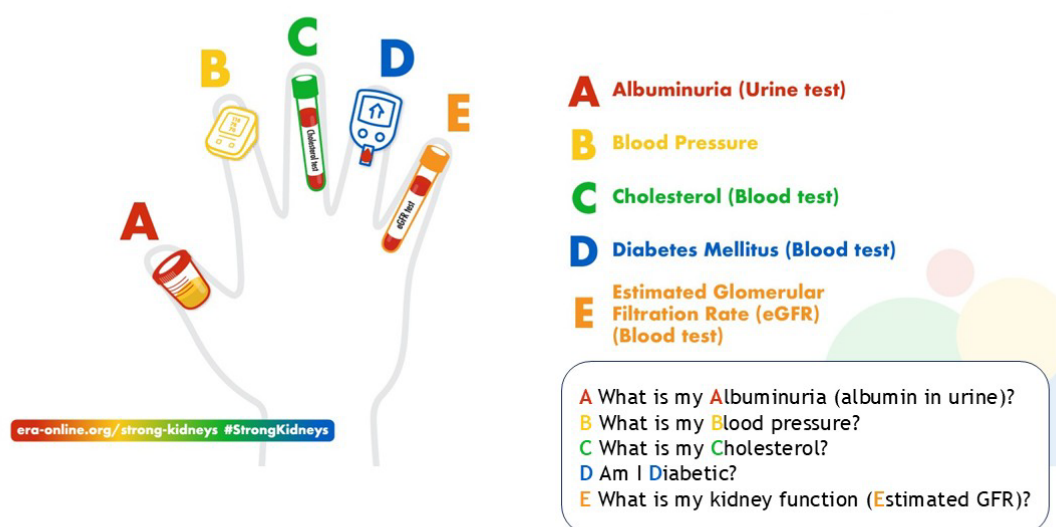 A
B
C
D
E
Cholesterol test
eGFR test
era-online.org/strong-kidneys #StrongKidneys
A Albuminuria (Urine test)
B Blood Pressure
C Cholesterol (Blood test)
D Diabetes Mellitus (Blood test)
E Estimated Glomerular
Filtration Rate (eGFR)
(Blood test)
A What is my Albuminuria (albumin in urine)?
B What is my Blood pressure?
C What is my Cholesterol?
D Am I Diabetic?
E What is my kidney function (Estimated GFR)?